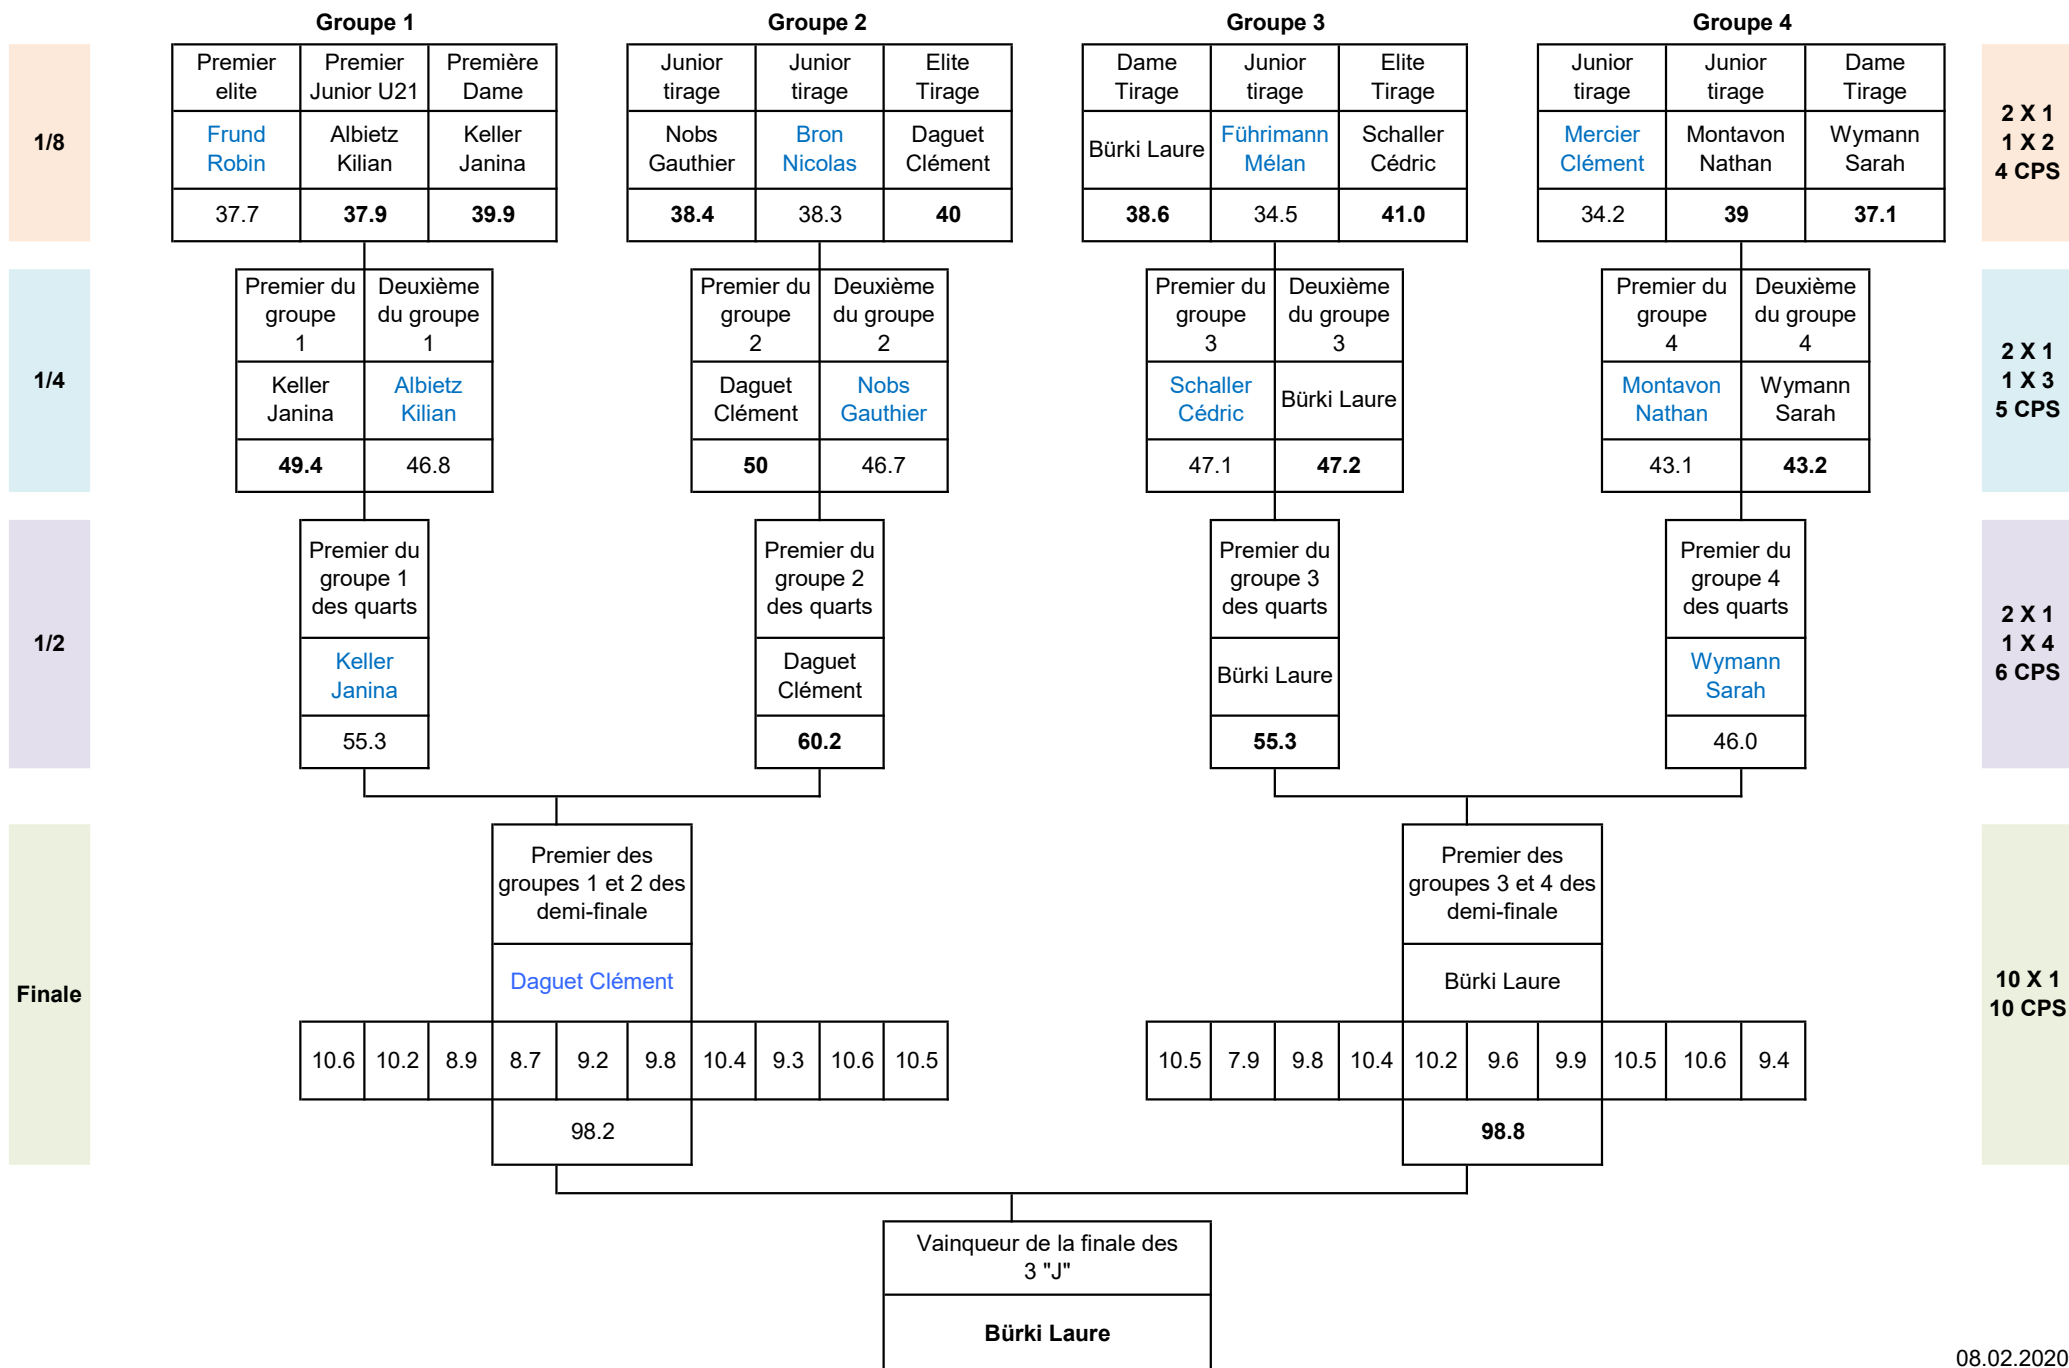 Groupe 1 Groupe 2 Groupe 3 Groupe 4
Premier Premier Première Junior Junior Elite Dame Junior Elite Junior Junior Dame
elite Junior U21 Dame tirage tirage Tirage Tirage tirage Tirage tirage tirage Tirage
1/8
Frund Albietz Keller Nobs Bron Daguet Bürki Laure Führimann Schaller Mercier Montavon Wymann
Robin Kilian Janina Gauthier Nicolas Clément Mélan Cédric Clément Nathan Sarah
2 X 1
1 X 2
4 CPS
37.7 37.9 39.9 38.4 38.3 40 38.6 34.5 41.0 34.2 39 37.1
Premier du Deuxième Premier du Deuxième Premier du Deuxième Premier du Deuxième
groupe du groupe groupe du groupe groupe du groupe groupe du groupe
1 1 2 2 3 3 4 4
1/4
Keller Albietz Daguet Nobs Schaller Bürki Laure Montavon Wymann
Janina Kilian Clément Gauthier Cédric Nathan Sarah
2 X 1
1 X 3
5 CPS
49.4 46.8 50 46.7 47.1 47.2 43.1 43.2
Premier du Premier du Premier du Premier du
groupe 1 groupe 2 groupe 3 groupe 4
des quarts des quarts des quarts des quarts
1/2
Keller Daguet Bürki Laure Wymann
Janina Clément Sarah
2 X 1
1 X 4
6 CPS
55.3 60.2 55.3 46.0
Premier des Premier des
groupes 1 et 2 des groupes 3 et 4 des
demi-finale demi-finale
Finale
Daguet Clément Bürki Laure
10 X 1
10 CPS
10.6 10.2 8.9 8.7 9.2 9.8 10.4 9.3 10.6 10.5 10.5 7.9 9.8 10.4 10.2 9.6 9.9 10.5 10.6 9.4
98.2 98.8
Vainqueur de la finale des
3 "J"
Bürki Laure
08.02.2020